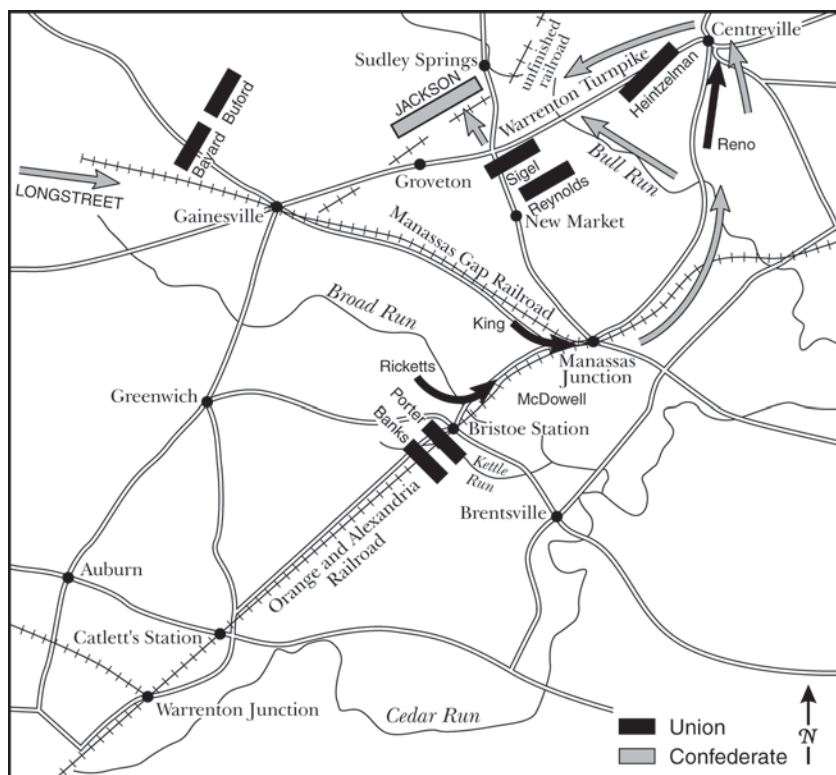 Centreville
Sudley Springs
unfinished
railroad
JACKSON
Warrenton Turnpike
Heintzelman
Buford
Bayard
Reno
Bull Run
LONGSTREET
Groveton
Sigel
Reynolds
Gainesville
New Market
Manassas Gap Railroad
Broad Run
King
Manassas
Junction
Ricketts
McDowell
Greenwich
Porter
Banks
Bristoe Station
Kettle
Run
Brentsville
Orange and Alexandria
Railroad
Auburn
Catlett's Station
Warrenton Junction
Cedar Run
N
Union
Confederate